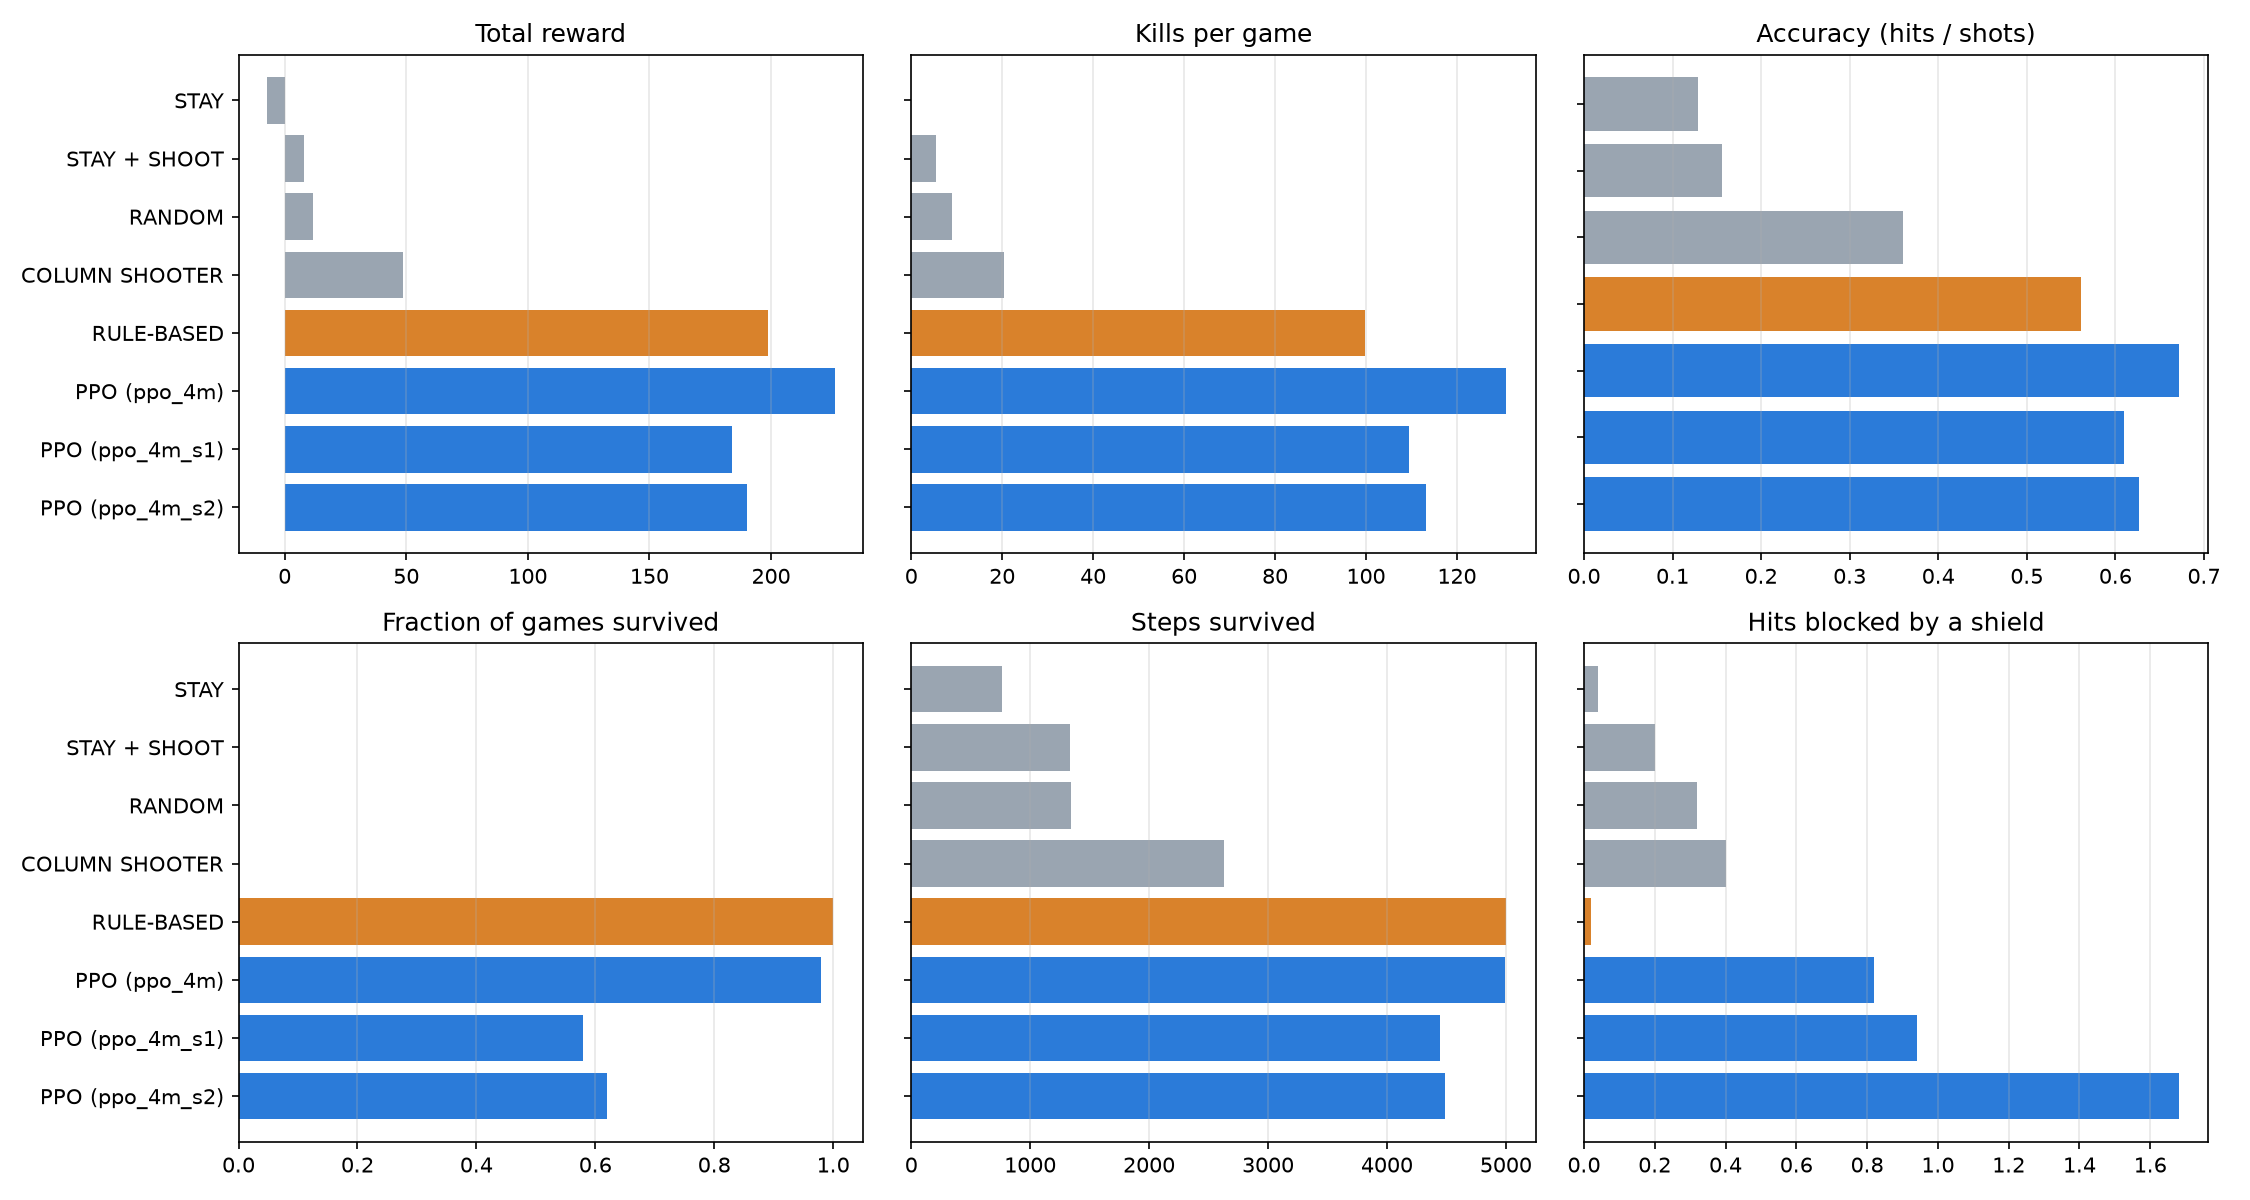 Total reward
Kills per game
Accuracy (hits / shots)
STAY
STAY + SHOOT
RANDOM
COLUMN SHOOTER
RULE-BASED
PPO (ppo_4m)
PPO (ppo_4m_s1)
PPO (ppo_4m_s2)
0 50 100 150 200
0 20 40 60 80 100 120
0.0 0.1 0.2 0.3 0.4 0.5 0.6 0.7
Fraction of games survived
Steps survived
Hits blocked by a shield
STAY
STAY + SHOOT
RANDOM
COLUMN SHOOTER
RULE-BASED
PPO (ppo_4m)
PPO (ppo_4m_s1)
PPO (ppo_4m_s2)
0.0 0.2 0.4 0.6 0.8 1.0
0 1000 2000 3000 4000 5000
0.0 0.2 0.4 0.6 0.8 1.0 1.2 1.4 1.6